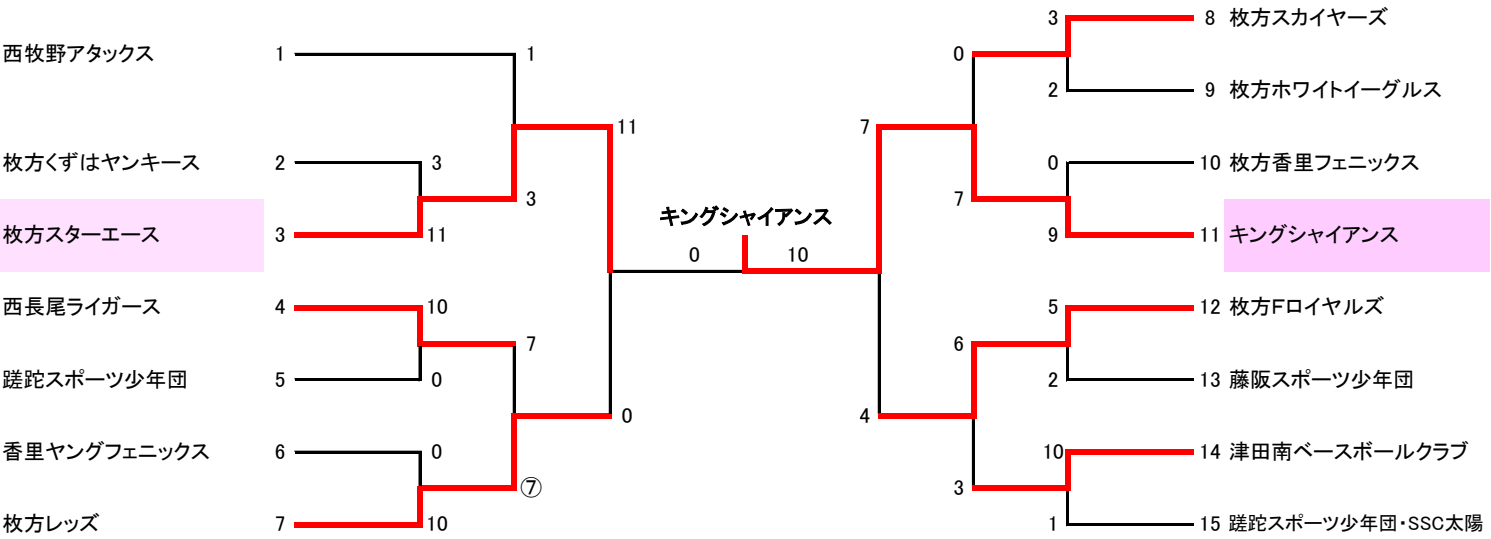 3 8 枚方スカイヤーズ
西牧野アタックス 1 1 0
2 9 枚方ホワイトイーグルス
11 7
枚方くずはヤンキース 2 3 0 10 枚方香里フェニックス
3 7
キングシャイアンス
枚方スターエース 3 11 9 11 キングシャイアンス
0 10
西長尾ライガース 4 10 5 12 枚方Fロイヤルズ
7 6
蹉跎スポーツ少年団 5 0 2 13 藤阪スポーツ少年団
0 4
香里ヤングフェニックス 6 0 10 14 津田南ベースボールクラブ
⑦ 3
枚方レッズ 7 10 1 15 蹉跎スポーツ少年団・SSC太陽